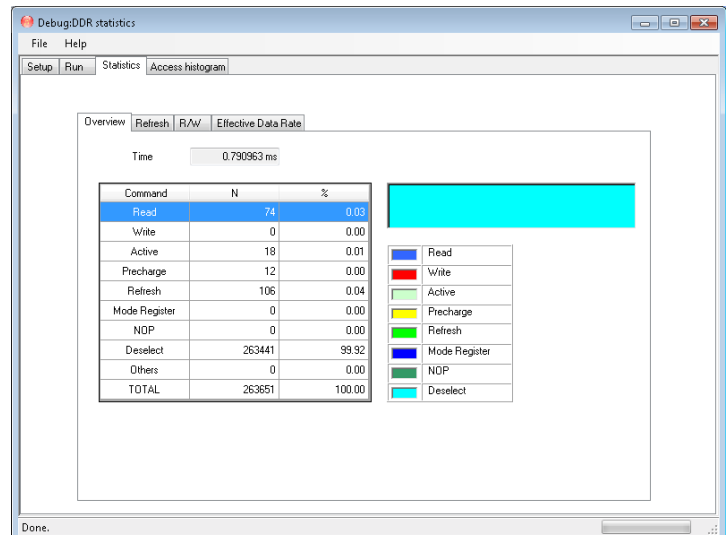 Debug:DDR statistics
File Help
Setup Run Statistics Access histogram
Overview Refresh R/W Effective Data Rate
Time 0.790963 ms
Command N %
Read 74 0.03
Write 0 0.00
Active 18 0.01
Precharge 12 0.00
Refresh 106 0.04
Mode Register 0 0.00
NOP 0 0.00
Deselect 263441 99.92
Others 0 0.00
TOTAL 263651 100.00
Read
Write
Active
Precharge
Refresh
Mode Register
NOP
Deselect
Done.